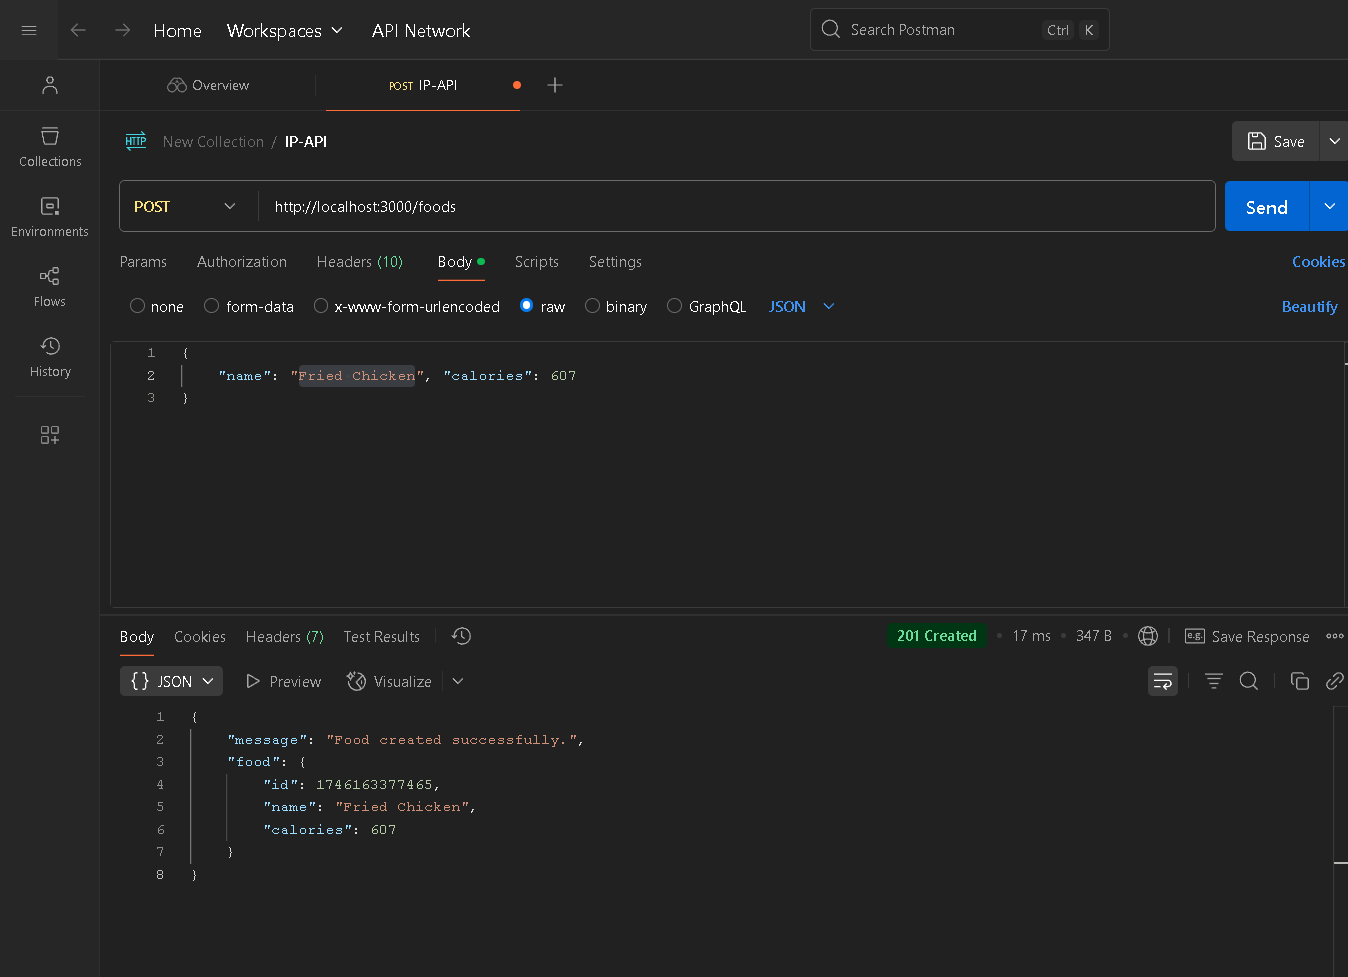 Home Workspaces API Network Search Postman Ctrl K
Overview POST IP-API
HTTP New Collection / IP-API Save
Collections
POST http://localhost:3000/foods Send
Environments
Params Authorization Headers (10) Body Scripts Settings Cookies
Flows
none form-data x-www-form-urlencoded raw binary GraphQL JSON Beautify
History
1 {
2 "name": "Fried Chicken", "calories": 607
3 }
Body Cookies Headers (7) Test Results 201 Created • 17 ms • 347 B • e.g. Save Response
{} JSON Preview Visualize
1 {
2 "message": "Food created successfully.",
3 "food": {
4 "id": 1746163377465,
5 "name": "Fried Chicken",
6 "calories": 607
7 }
8 }